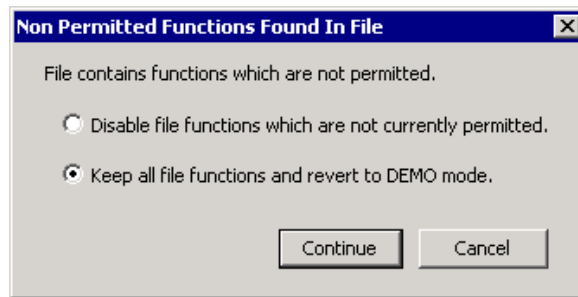 Non Permitted Functions Found In File
File contains functions which are not permitted.
Disable file functions which are not currently permitted.
Keep all file functions and revert to DEMO mode.
Continue Cancel